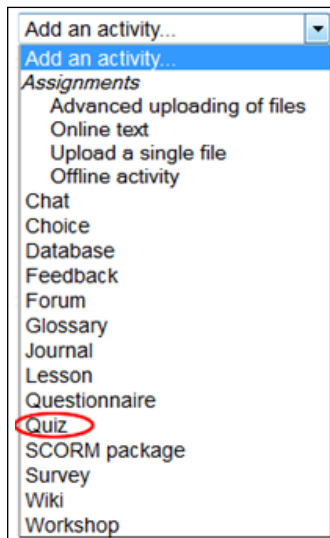 Add an activity...
Add an activity...
Assignments
Advanced uploading of files
Online text
Upload a single file
Offline activity
Chat
Choice
Database
Feedback
Forum
Glossary
Journal
Lesson
Questionnaire
Quiz
SCORM package
Survey
Wiki
Workshop